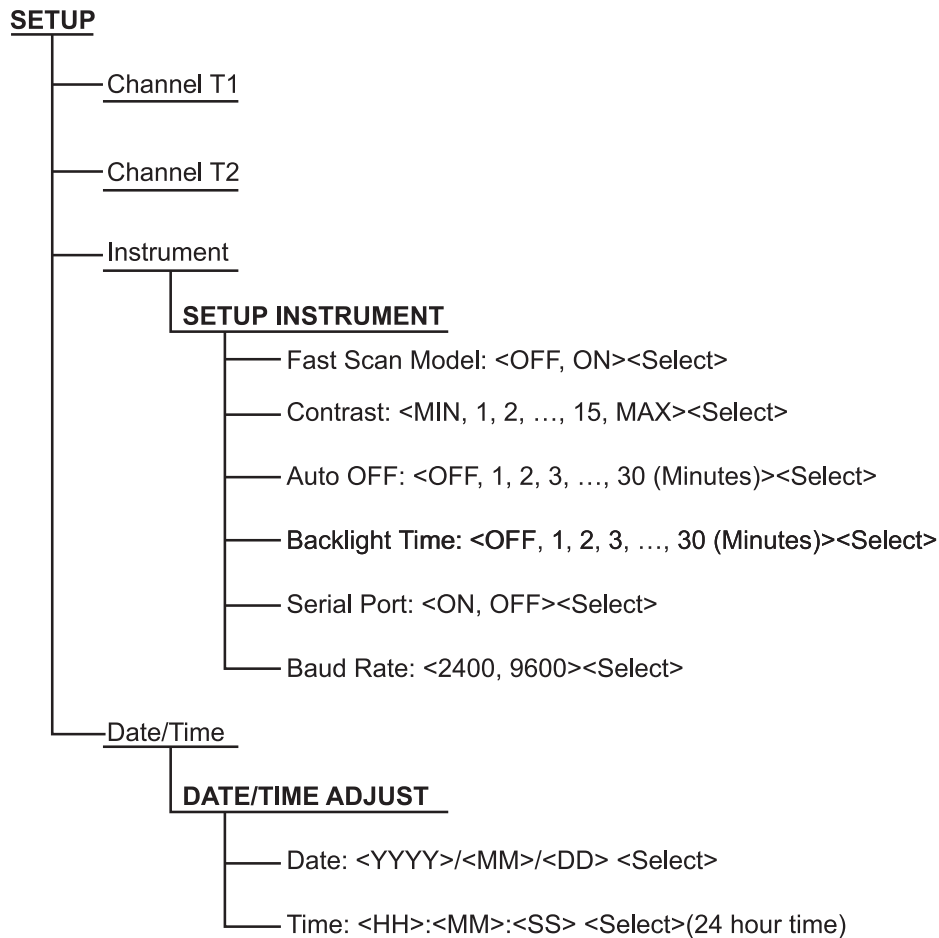 SETUP
Channel T1
Channel T2
Instrument
SETUP INSTRUMENT
Fast Scan Model: <OFF, ON><Select>
Contrast: <MIN, 1, 2, …, 15, MAX><Select>
Auto OFF: <OFF, 1, 2, 3, …, 30 (Minutes)><Select>
Backlight Time: <OFF, 1, 2, 3, …, 30 (Minutes)><Select>
Serial Port: <ON, OFF><Select>
Baud Rate: <2400, 9600><Select>
Date/Time
DATE/TIME ADJUST
Date: <YYYY>/<MM>/<DD> <Select>
Time: <HH>:<MM>:<SS> <Select>(24 hour time)